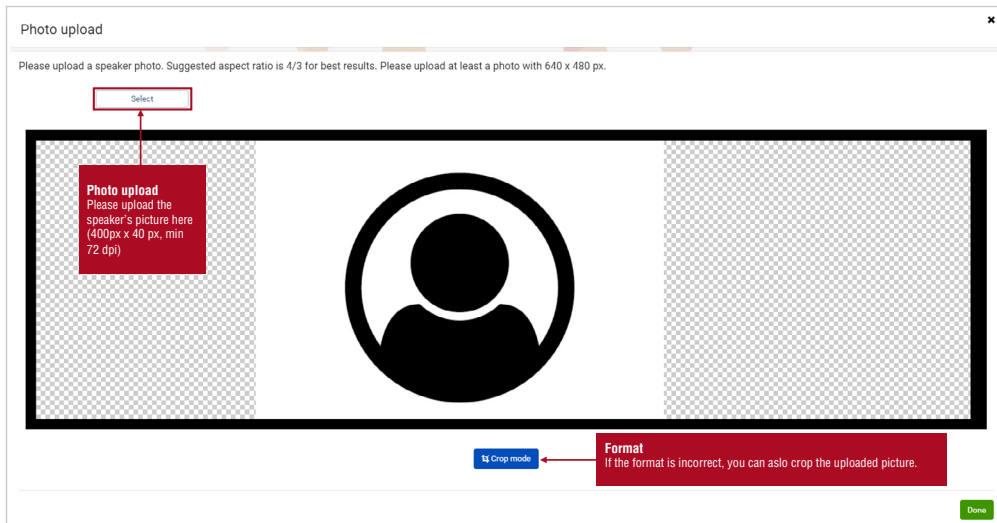 Photo upload
×
Please upload a speaker photo. Suggested aspect ratio is 4/3 for best results. Please upload at least a photo with 640 x 480 px.
Select
Photo upload
Please upload the
speaker's picture here
(400px x 40 px, min
72 dpi)
Crop mode
Format
If the format is incorrect, you can aslo crop the uploaded picture.
Done